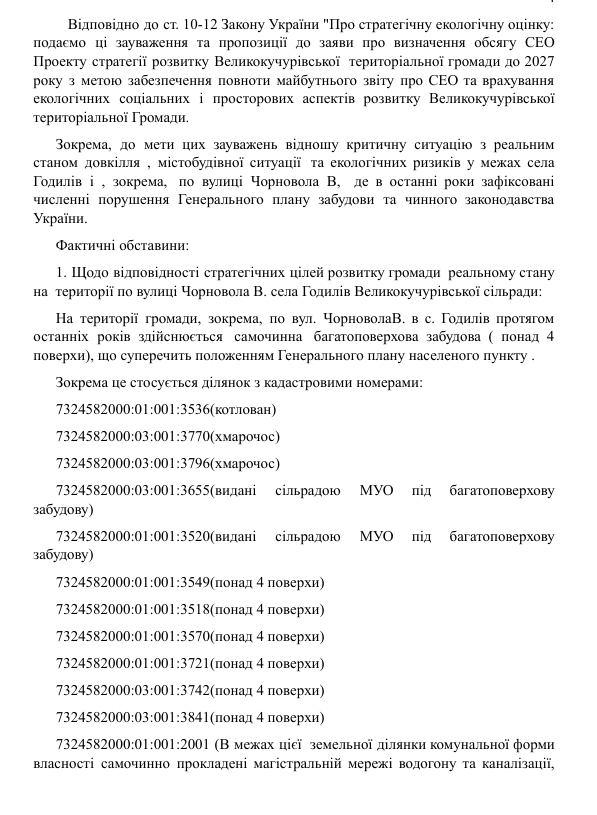 Відповідно до ст. 10-12 Закону України "Про стратегічну екологічну оцінку:
подаємо ці зауваження та пропозиції до заяви про визначення обсягу СЕО
Проекту стратегії розвитку Великокучурівської територіальної громади до 2027
року з метою забезпечення повноти майбутнього звіту про СЕО та врахування
екологічних соціальних і просторових аспектів розвитку Великокучурівської
територіальної Громади.
Зокрема, до мети цих зауважень відношу критичну ситуацію з реальним
станом довкілля , містобудівної ситуації та екологічних ризиків у межах села
Годилів і , зокрема, по вулиці Чорновола В, де в останні роки зафіксовані
численні порушення Генерального плану забудови та чинного законодавства
України.
Фактичні обставини:
1. Щодо відповідності стратегічних цілей розвитку громади реальному стану
на території по вулиці Чорновола В. села Годилів Великокучурівської сільради:
На території громади, зокрема, по вул. ЧорноволаВ. в с. Годилів протягом
останніх років здійснюється самочинна багатоповерхова забудова ( понад 4
поверхи), що суперечить положенням Генерального плану населеного пункту .
Зокрема це стосується ділянок з кадастровими номерами:
7324582000:01:001:3536(котлован)
7324582000:03:001:3770(хмарочос)
7324582000:03:001:3796(хмарочос)
7324582000:03:001:3655(видані сільрадою МУО під багатоповерхову
забудову)
7324582000:01:001:3520(видані сільрадою МУО під багатоповерхову
забудову)
7324582000:01:001:3549(понад 4 поверхи)
7324582000:01:001:3518(понад 4 поверхи)
7324582000:01:001:3570(понад 4 поверхи)
7324582000:01:001:3721(понад 4 поверхи)
7324582000:03:001:3742(понад 4 поверхи)
7324582000:03:001:3841(понад 4 поверхи)
7324582000:01:001:2001 (В межах цієї земельної ділянки комунальної форми
власності самочинно прокладені магістральній мережі водогону та каналізації,